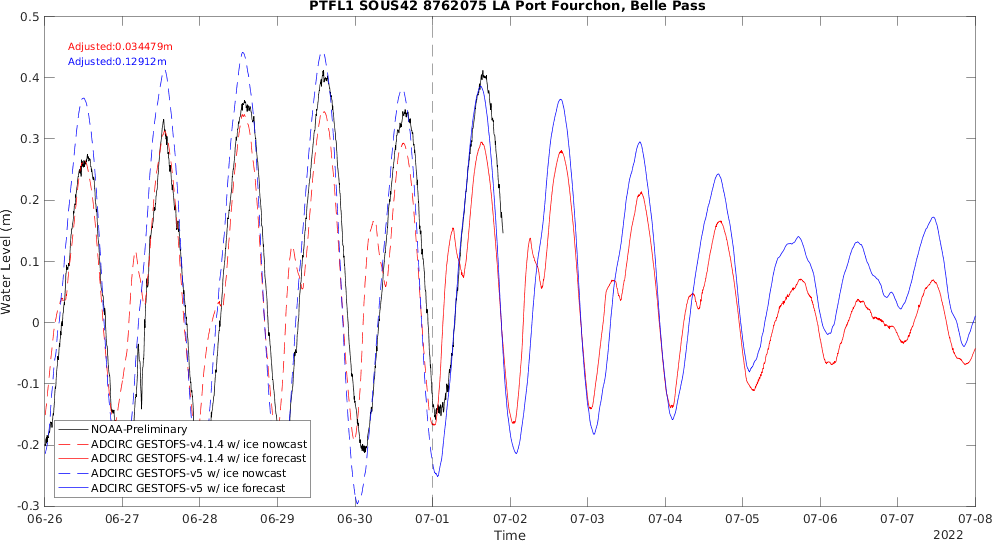 PTFL1 SOUS42 8762075 LA Port Fourchon, Belle Pass
Adjusted:0.034479m
Adjusted:0.12912m
Water Level (m)
0.5
0.4
0.3
0.2
0.1
0
-0.1
-0.2
-0.3
NOAA-Preliminary
ADCIRC GESTOFS-v4.1.4 w/ ice nowcast
ADCIRC GESTOFS-v4.1.4 w/ ice forecast
ADCIRC GESTOFS-v5 w/ ice nowcast
ADCIRC GESTOFS-v5 w/ ice forecast
06-26 06-27 06-28 06-29 06-30 07-01 07-02 07-03 07-04 07-05 07-06 07-07 07-08
Time
2022